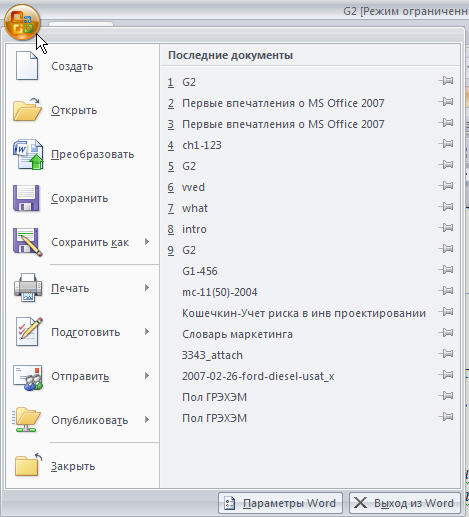 G2 [Режим ограниченн
Создать
Открыть
Преобразовать
Сохранить
Сохранить как
Печать
Подготовить
Отправить
Опубликовать
Закрыть
Последние документы
1 G2
2 Первые впечатления о MS Office 2007
3 Первые впечатления о MS Office 2007
4 ch1-123
5 G2
6 vved
7 what
8 intro
9 G2
G1-456
mc-11(50)-2004
Кошечкин-Учет риска в инв проектировании
Словарь маркетинга
3343_attach
2007-02-26-ford-diesel-usat_x
Пол ГРЭХЭМ
Пол ГРЭХЭМ
Параметры Word
Выход из Word